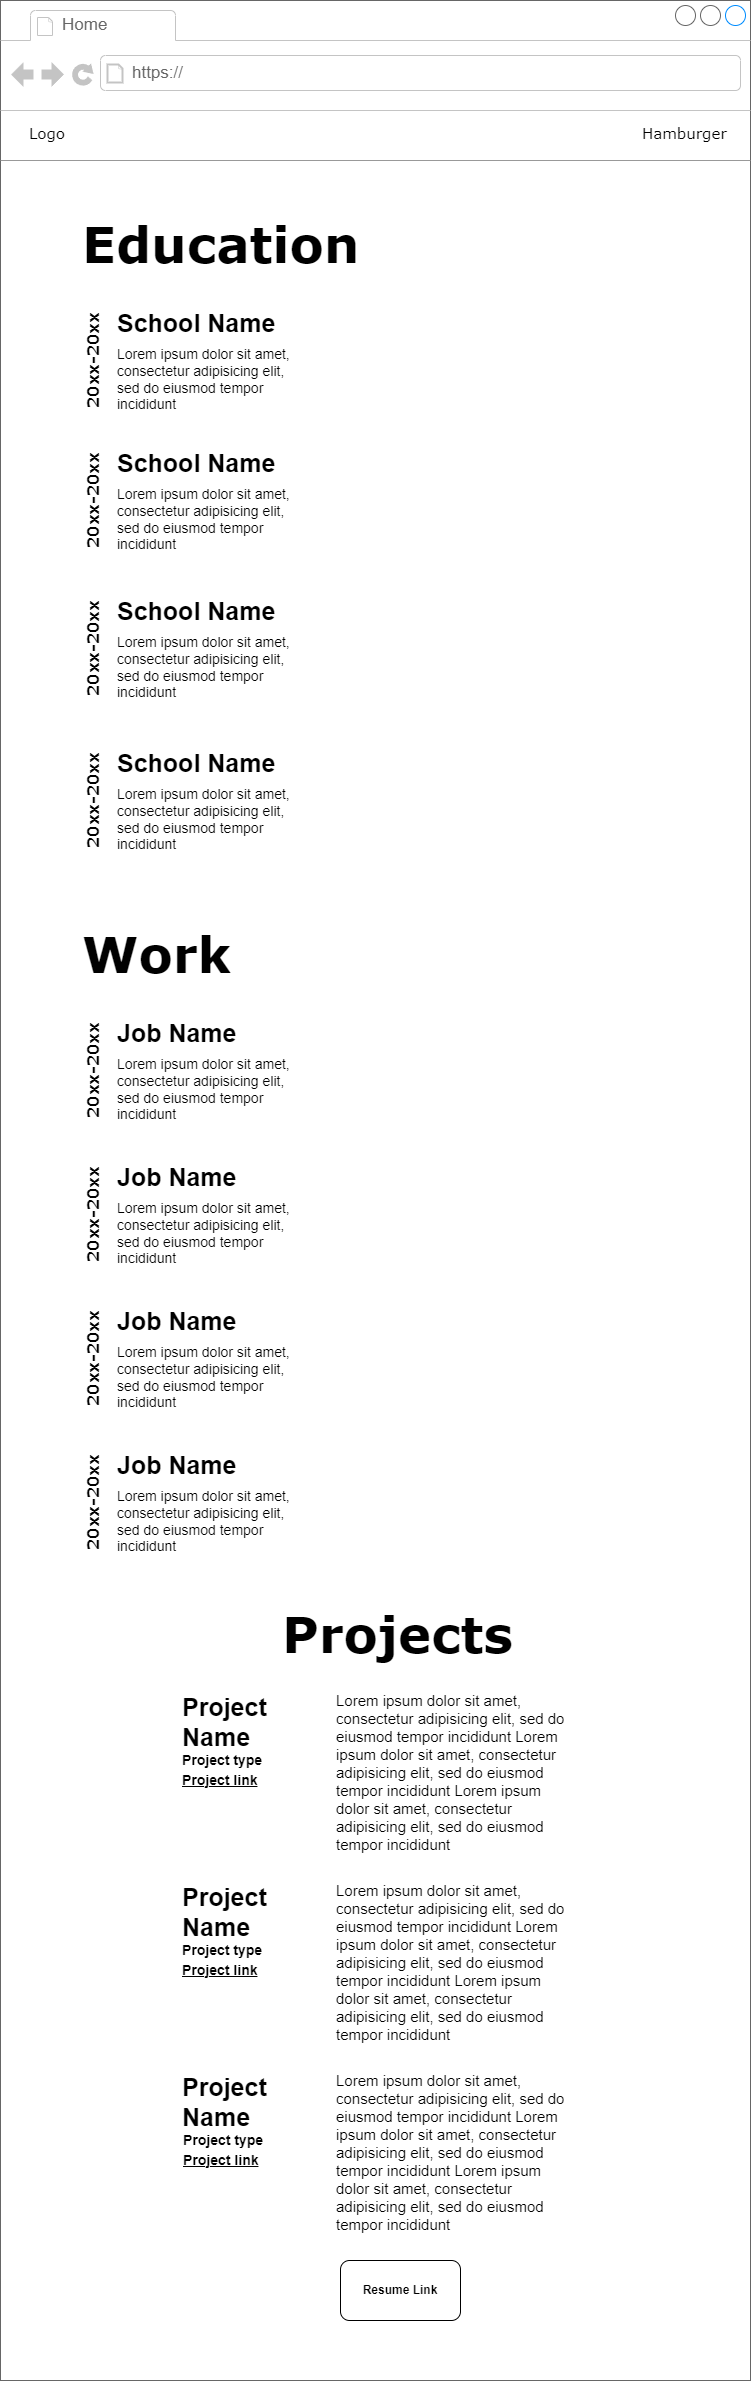 Home
https://
Logo
Hamburger
Education
20xx-20xx
School Name
Lorem ipsum dolor sit amet,
consectetur adipisicing elit,
sed do eiusmod tempor
incididunt
20xx-20xx
School Name
Lorem ipsum dolor sit amet,
consectetur adipisicing elit,
sed do eiusmod tempor
incididunt
20xx-20xx
School Name
Lorem ipsum dolor sit amet,
consectetur adipisicing elit,
sed do eiusmod tempor
incididunt
20xx-20xx
School Name
Lorem ipsum dolor sit amet,
consectetur adipisicing elit,
sed do eiusmod tempor
incididunt
Work
20xx-20xx
Job Name
Lorem ipsum dolor sit amet,
consectetur adipisicing elit,
sed do eiusmod tempor
incididunt
20xx-20xx
Job Name
Lorem ipsum dolor sit amet,
consectetur adipisicing elit,
sed do eiusmod tempor
incididunt
20xx-20xx
Job Name
Lorem ipsum dolor sit amet,
consectetur adipisicing elit,
sed do eiusmod tempor
incididunt
20xx-20xx
Job Name
Lorem ipsum dolor sit amet,
consectetur adipisicing elit,
sed do eiusmod tempor
incididunt
Projects
Project
Name
Project type
Project link
Lorem ipsum dolor sit amet,
consectetur adipisicing elit, sed do
eiusmod tempor incididunt Lorem
ipsum dolor sit amet, consectetur
adipisicing elit, sed do eiusmod
tempor incididunt Lorem ipsum
dolor sit amet, consectetur
adipisicing elit, sed do eiusmod
tempor incididunt
Project
Name
Project type
Project link
Lorem ipsum dolor sit amet,
consectetur adipisicing elit, sed do
eiusmod tempor incididunt Lorem
ipsum dolor sit amet, consectetur
adipisicing elit, sed do eiusmod
tempor incididunt Lorem ipsum
dolor sit amet, consectetur
adipisicing elit, sed do eiusmod
tempor incididunt
Project
Name
Project type
Project link
Lorem ipsum dolor sit amet,
consectetur adipisicing elit, sed do
eiusmod tempor incididunt Lorem
ipsum dolor sit amet, consectetur
adipisicing elit, sed do eiusmod
tempor incididunt Lorem ipsum
dolor sit amet, consectetur
adipisicing elit, sed do eiusmod
tempor incididunt
Resume Link